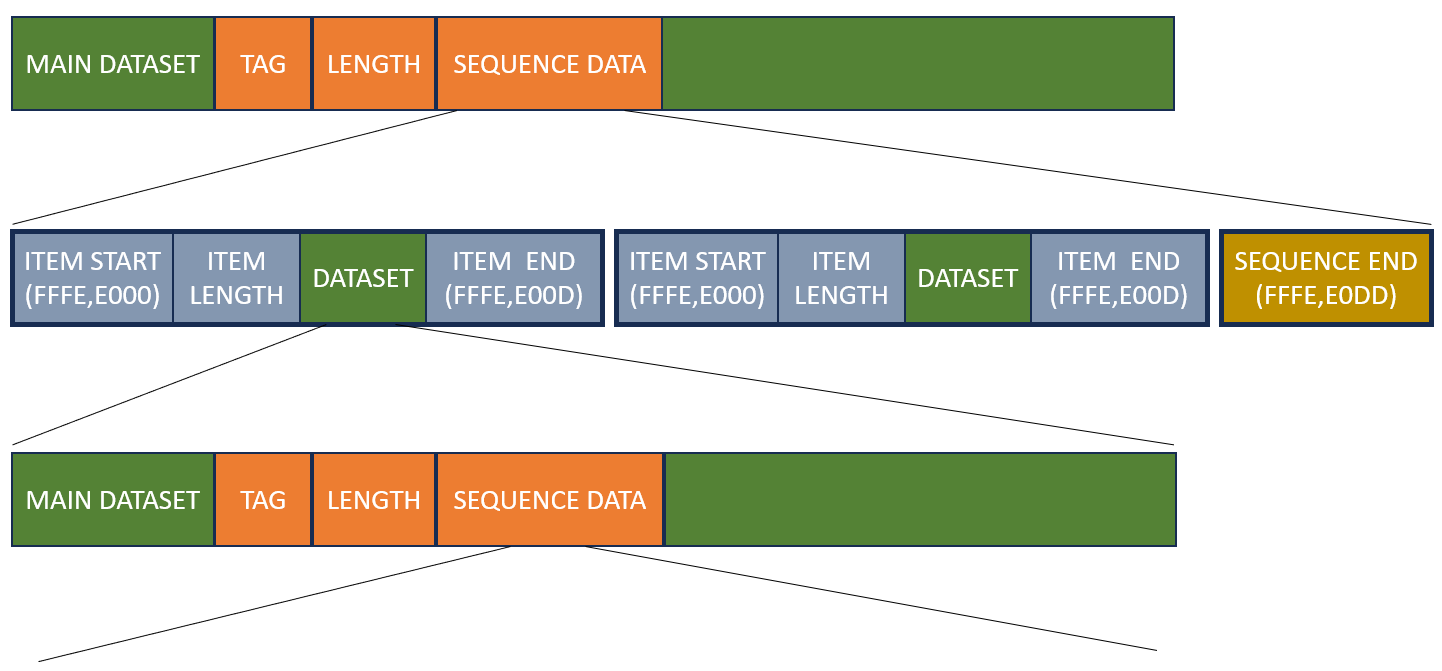 MAIN DATASET TAG LENGTH SEQUENCE DATA
ITEM START
(FFFE,E000)
ITEM
LENGTH
DATASET
ITEM END
(FFFE,E00D)
ITEM START
(FFFE,E000)
ITEM
LENGTH
DATASET
ITEM END
(FFFE,E00D)
SEQUENCE END
(FFFE,E0DD)
MAIN DATASET TAG LENGTH SEQUENCE DATA